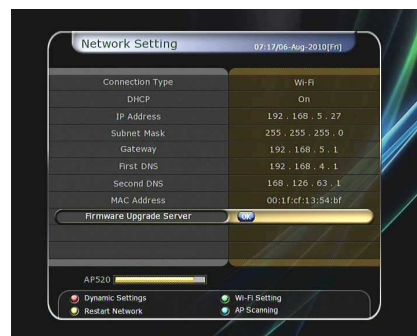 Network Setting 07:17/06-Aug-2010[Fri]
Connection Type Wi-Fi
DHCP On
IP Address 192 . 168 . 5 . 27
Subnet Mask 255 . 255 . 255 . 0
Gateway 192 . 168 . 5 . 1
First DNS 192 . 168 . 4 . 1
Second DNS 168 . 126 . 63 . 1
MAC Address 00:1f:cf:13:54:bf
Firmware Upgrade Server OK
AP520
Dynamic Settings Wi-Fi Setting
Restart Network AP Scanning